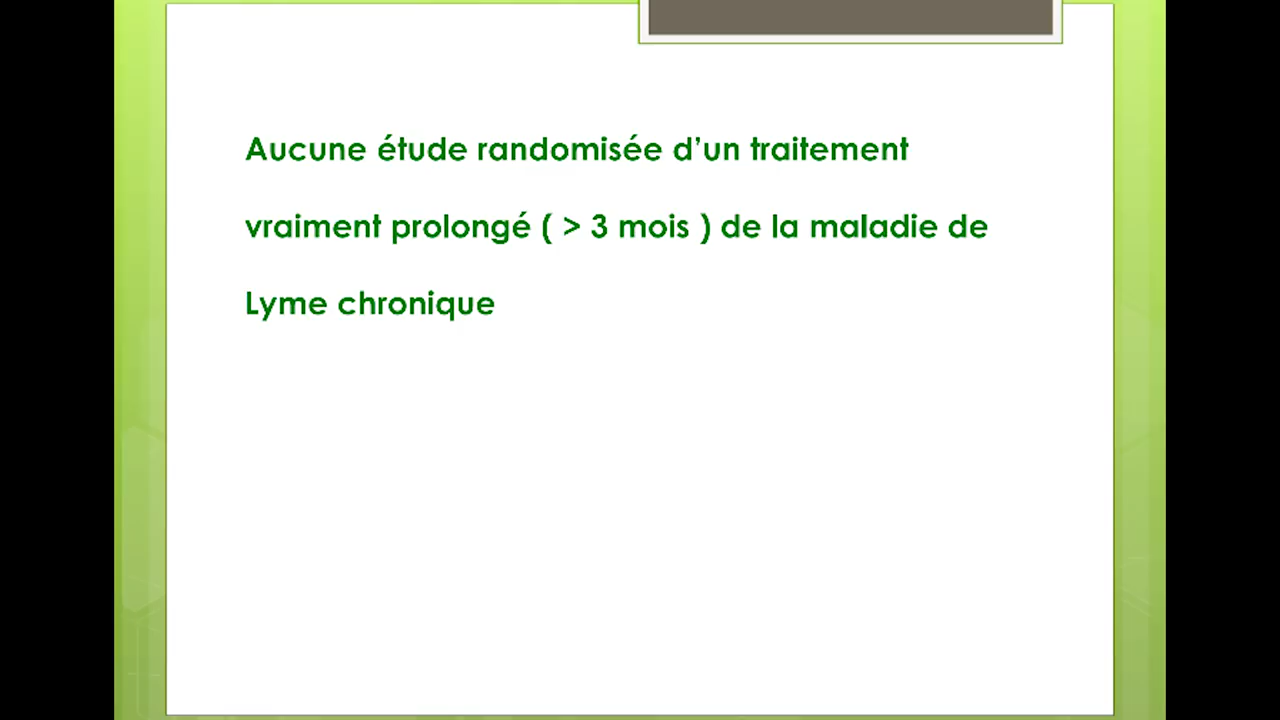 Aucune étude randomisée d’un traitement
vraiment prolongé ( > 3 mois ) de la maladie de
Lyme chronique